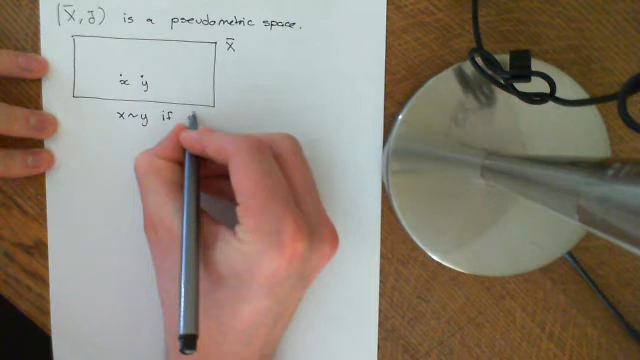 (X̄, J) is a pseudometric space.
X̄
x y
x~y if